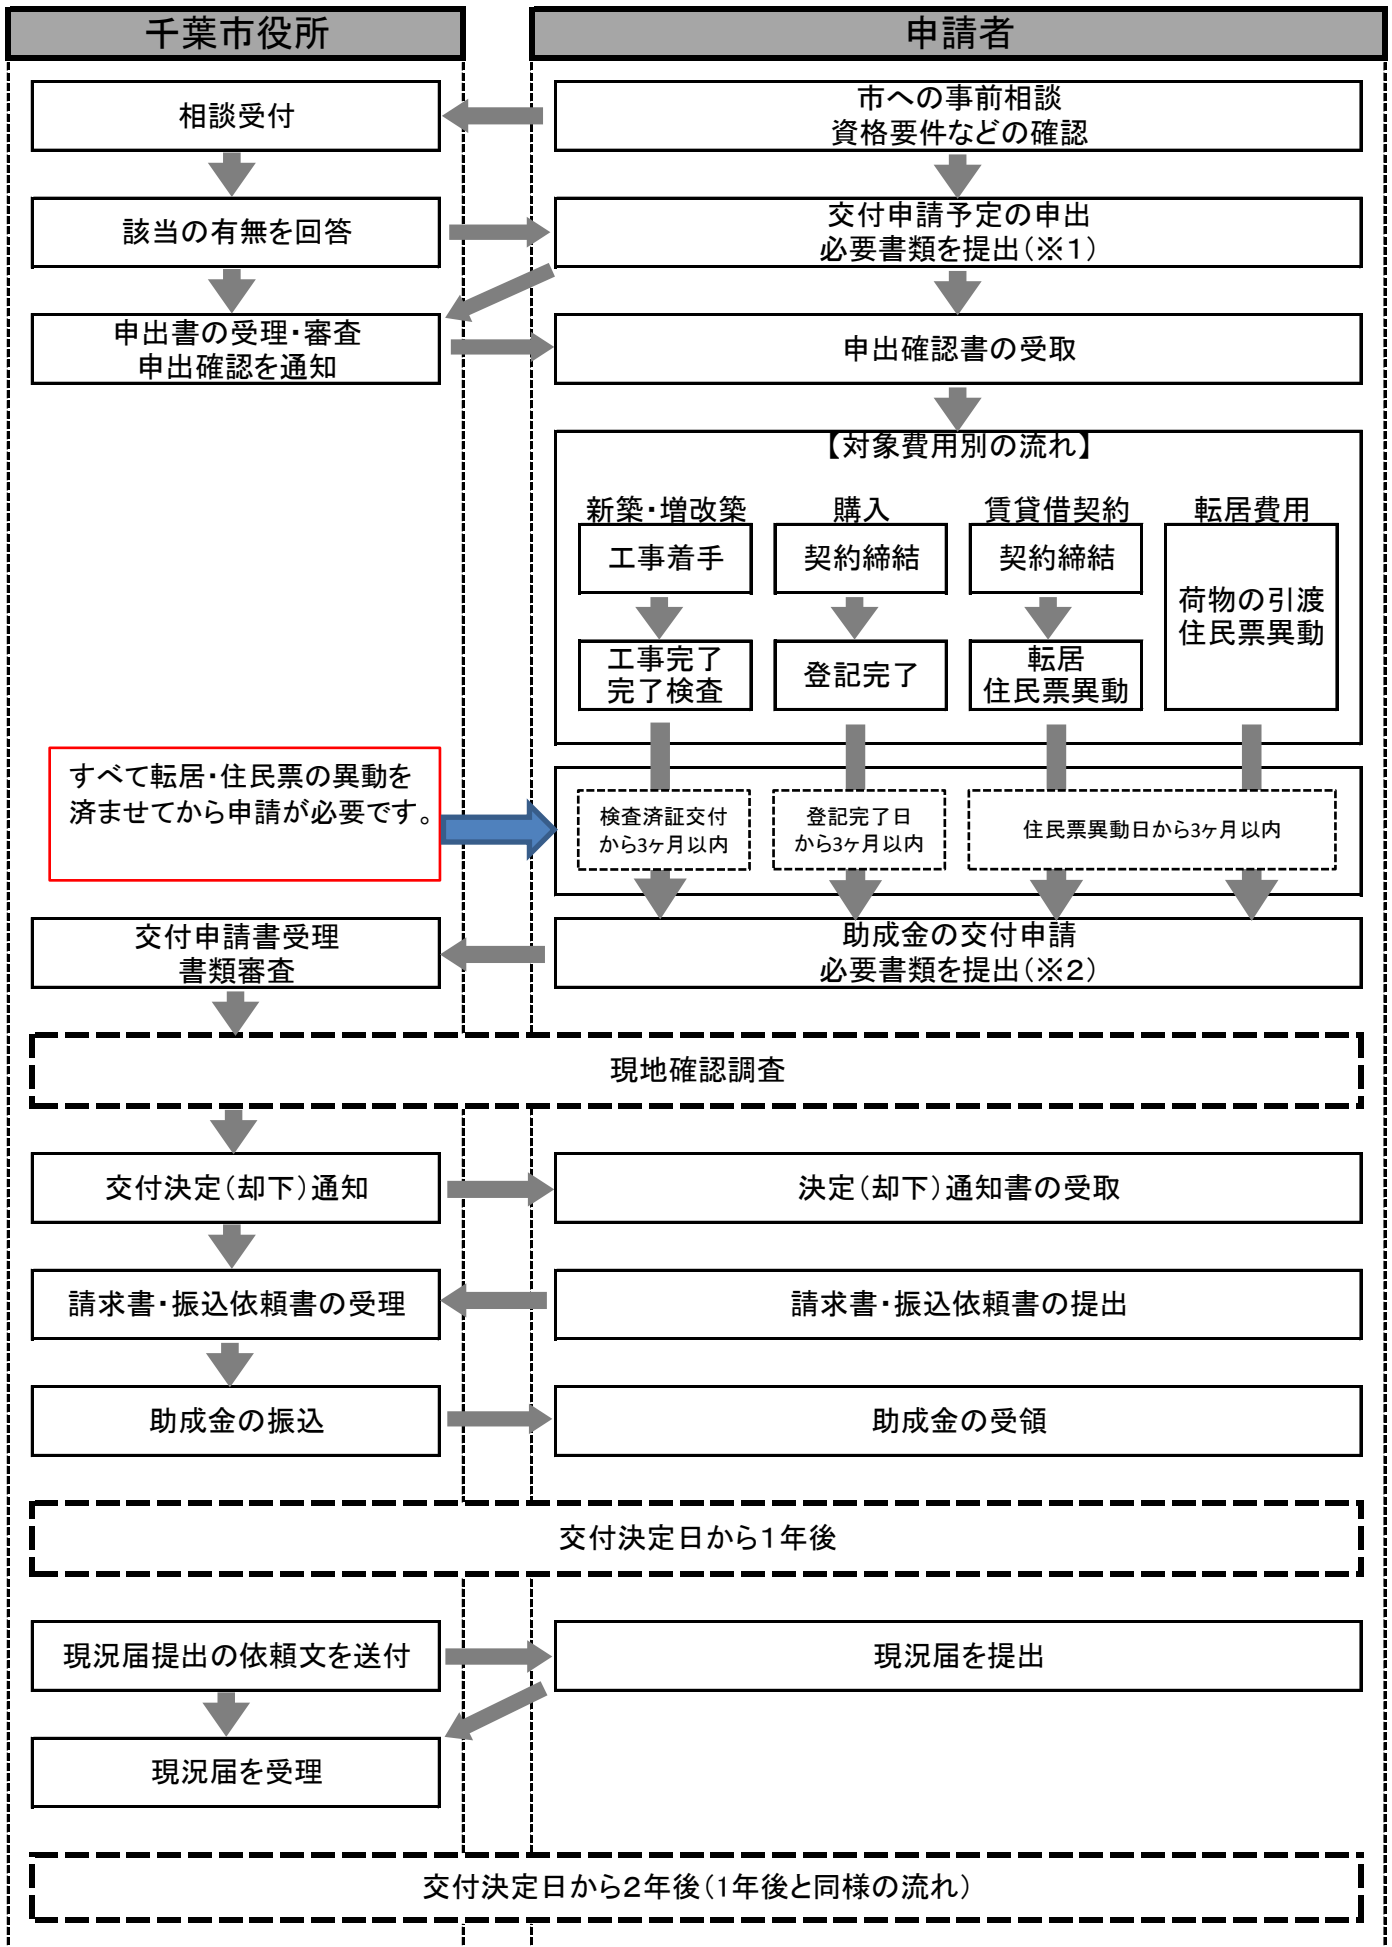 千葉市役所
申請者
相談受付
市への事前相談
資格要件などの確認
該当の有無を回答
交付申請予定の申出
必要書類を提出(※1)
申出書の受理・審査
申出確認を通知
申出確認書の受取
【対象費用別の流れ】
新築・増改築
購入
賃貸借契約
転居費用
工事着手
契約締結
契約締結
荷物の引渡
住民票異動
工事完了
完了検査
登記完了
転居
住民票異動
すべて転居・住民票の異動を
済ませてから申請が必要です。
検査済証交付
から3ヶ月以内
登記完了日
から3ヶ月以内
住民票異動日から3ヶ月以内
交付申請書受理
書類審査
助成金の交付申請
必要書類を提出(※2)
現地確認調査
交付決定(却下)通知
決定(却下)通知書の受取
請求書・振込依頼書の受理
請求書・振込依頼書の提出
助成金の振込
助成金の受領
交付決定日から1年後
現況届提出の依頼文を送付
現況届を提出
現況届を受理
交付決定日から2年後(1年後と同様の流れ)